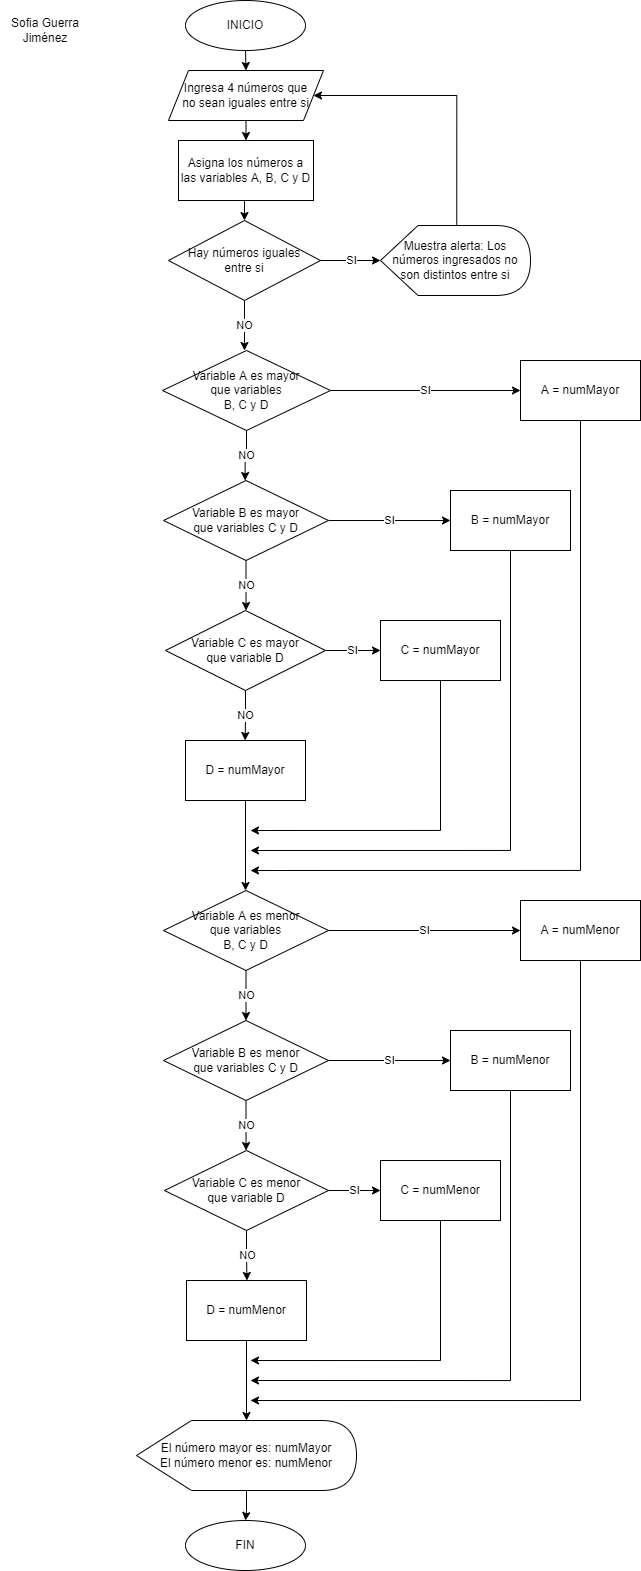 Sofia Guerra
Jiménez
INICIO
Ingresa 4 números que
no sean iguales entre si
Asigna los números a
las variables A, B, C y D
Hay números iguales
entre si
SI
Muestra alerta: Los
números ingresados no
son distintos entre si
NO
Variable A es mayor
que variables
B, C y D
SI
A = numMayor
NO
Variable B es mayor
que variables C y D
SI
B = numMayor
NO
Variable C es mayor
que variable D
SI
C = numMayor
NO
D = numMayor
Variable A es menor
que variables
B, C y D
SI
A = numMenor
NO
Variable B es menor
que variables C y D
SI
B = numMenor
NO
Variable C es menor
que variable D
SI
C = numMenor
NO
D = numMenor
El número mayor es: numMayor
El número menor es: numMenor
FIN